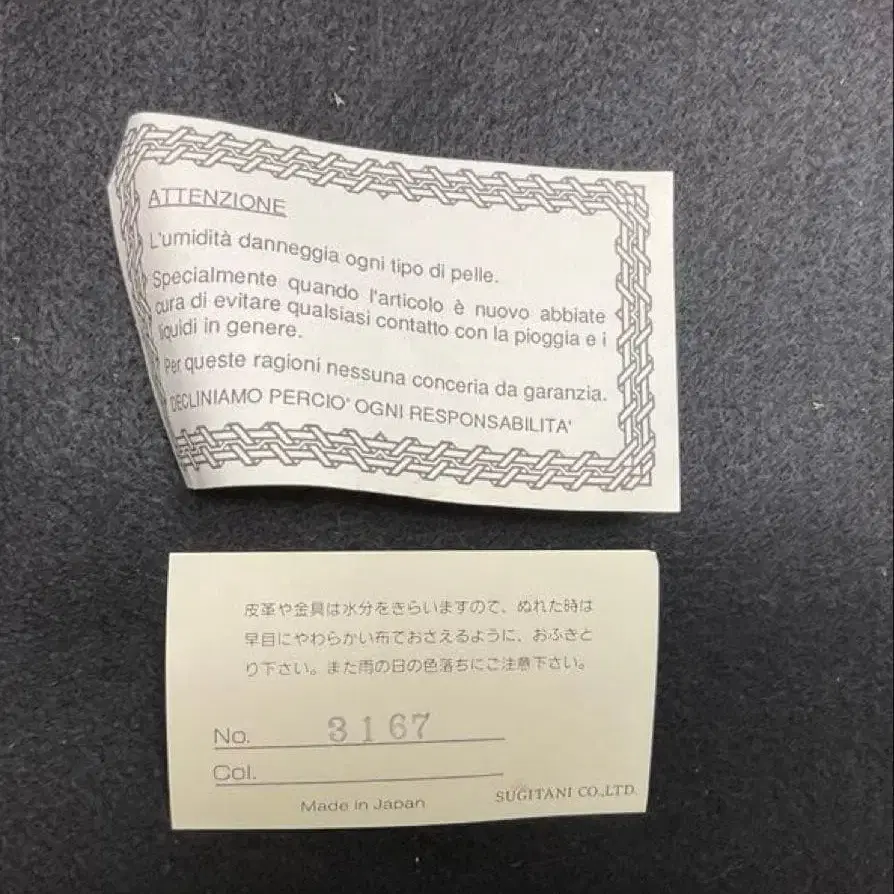 ATTENZIONE
L'umidità danneggia ogni tipo di pelle.
Specialmente quando l'articolo è nuovo abbiate
cura di evitare qualsiasi contatto con la pioggia e i
liquidi in genere.
Per queste ragioni nessuna conceria da garanzia.
DECLINIAMO PERCIO' OGNI RESPONSABILITA'
皮革や金具は水分をきらいますので、ぬれた時は
早目にやわらかい布でおさえるように、おふきと
り下さい。また雨の日の色落ちにご注意下さい。
No. 3167
Col.
Made in Japan
SUGITANI CO.,LTD.